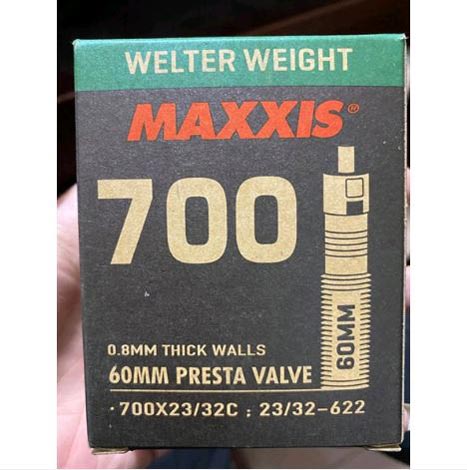 WELTER WEIGHT
MAXXIS®
700
60MM
0.8MM THICK WALLS
60MM PRESTA VALVE
·700X23/32C ; 23/32-622